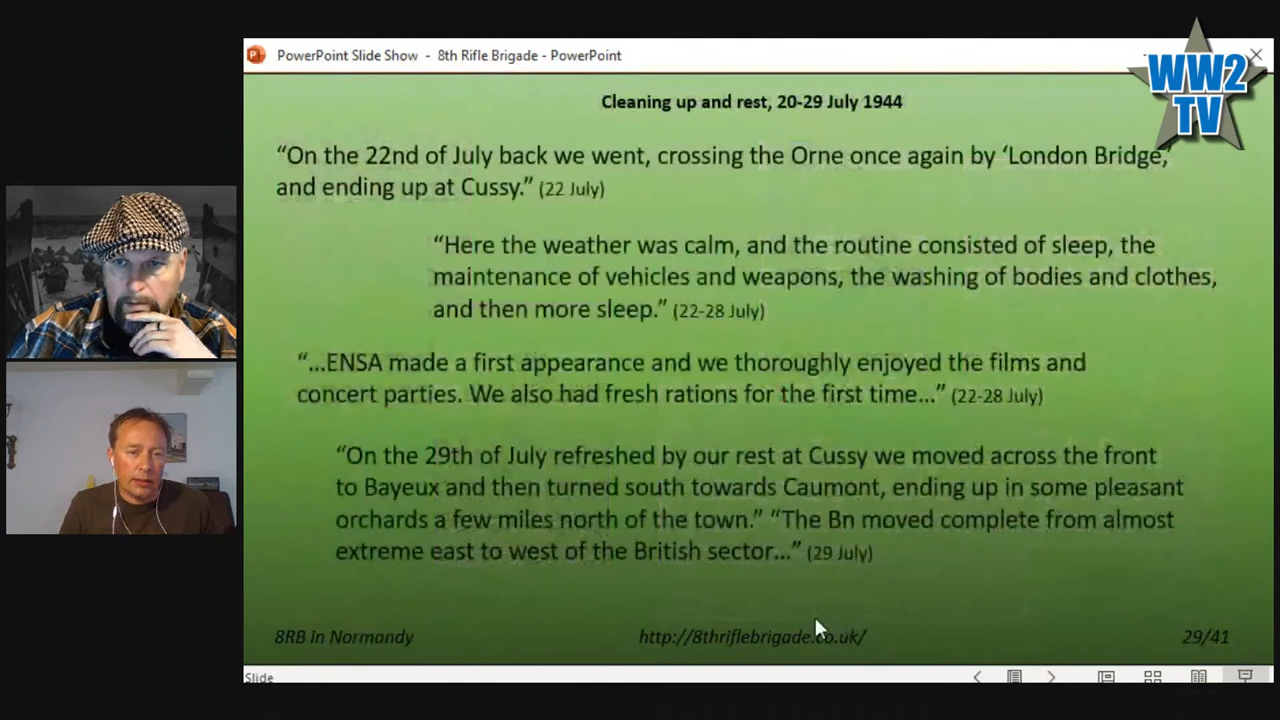 PowerPoint Slide Show - 8th Rifle Brigade - PowerPoint
WW2
TV
Cleaning up and rest, 20-29 July 1944
“On the 22nd of July back we went, crossing the Orne once again by ‘London Bridge,’
and ending up at Cussy.” (22 July)
“Here the weather was calm, and the routine consisted of sleep, the
maintenance of vehicles and weapons, the washing of bodies and clothes,
and then more sleep.” (22-28 July)
“…ENSA made a first appearance and we thoroughly enjoyed the films and
concert parties. We also had fresh rations for the first time…” (22-28 July)
“On the 29th of July refreshed by our rest at Cussy we moved across the front
to Bayeux and then turned south towards Caumont, ending up in some pleasant
orchards a few miles north of the town.” “The Bn moved complete from almost
extreme east to west of the British sector…” (29 July)
8RB in Normandy
http://8thriflebrigade.co.uk/
29/41
Slide